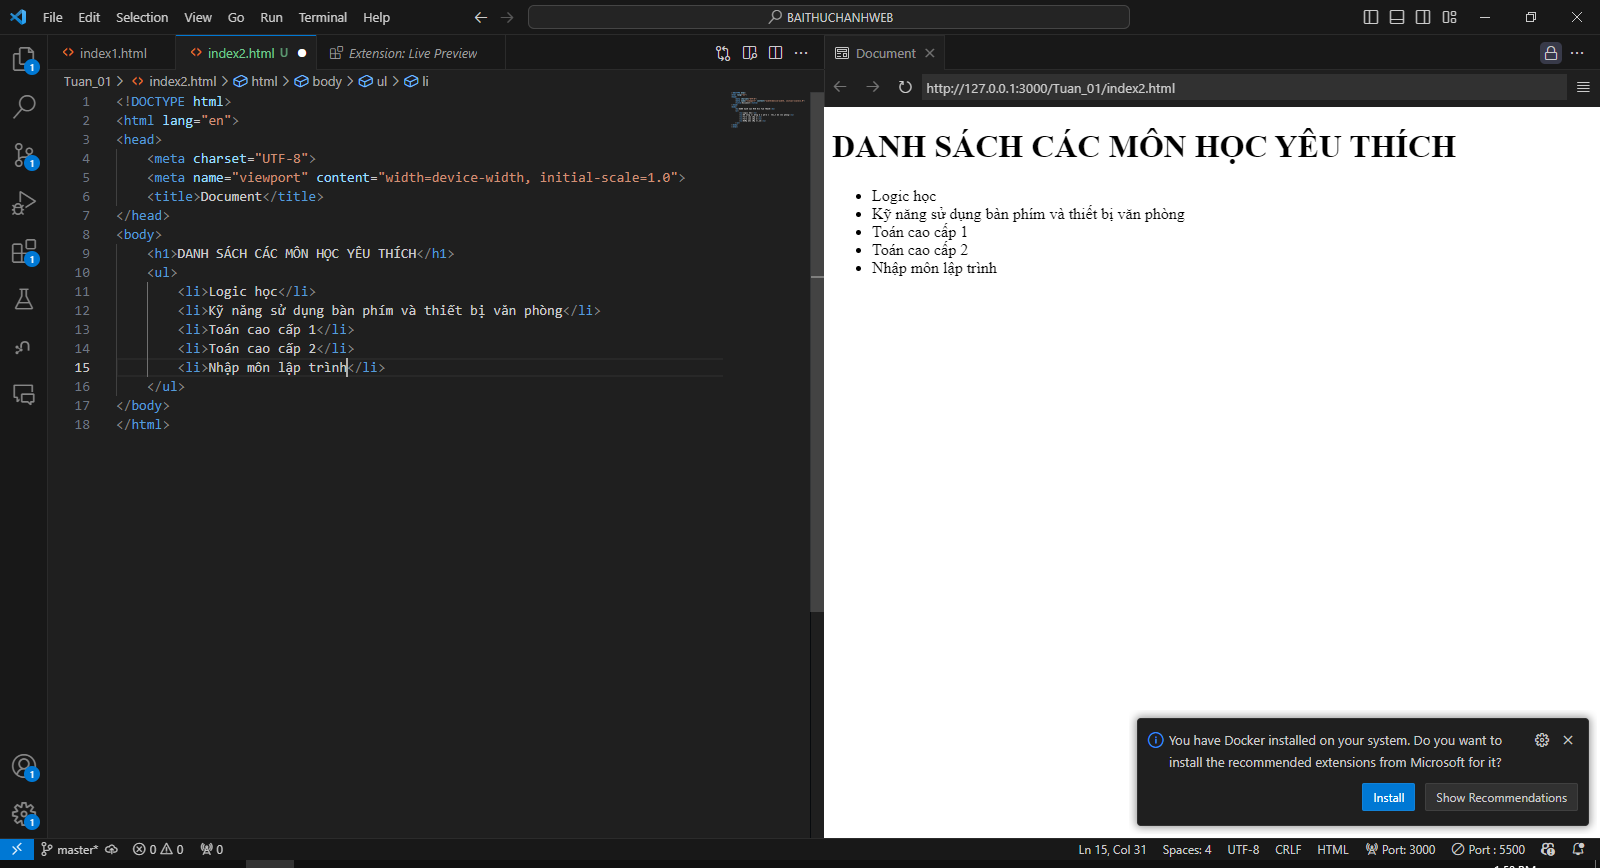 File Edit Selection View Go Run Terminal Help
BAITHUCHANHWEB
index1.html
index2.html U
Extension: Live Preview
Document
Tuan_01 > index2.html > html > body > ul > li
http://127.0.0.1:3000/Tuan_01/index2.html
1 <!DOCTYPE html>
2 <html lang="en">
3 <head>
4 <meta charset="UTF-8">
5 <meta name="viewport" content="width=device-width, initial-scale=1.0">
6 <title>Document</title>
7 </head>
8 <body>
9 <h1>DANH SÁCH CÁC MÔN HỌC YÊU THÍCH</h1>
10 <ul>
11 <li>Logic học</li>
12 <li>Kỹ năng sử dụng bàn phím và thiết bị văn phòng</li>
13 <li>Toán cao cấp 1</li>
14 <li>Toán cao cấp 2</li>
15 <li>Nhập môn lập trình</li>
16 </ul>
17 </body>
18 </html>
DANH SÁCH CÁC MÔN HỌC YÊU THÍCH
• Logic học
• Kỹ năng sử dụng bàn phím và thiết bị văn phòng
• Toán cao cấp 1
• Toán cao cấp 2
• Nhập môn lập trình
1
1
1
1
1
You have Docker installed on your system. Do you want to
install the recommended extensions from Microsoft for it?
Install
Show Recommendations
master* 0 0 0
Ln 15, Col 31 Spaces: 4 UTF-8 CRLF HTML Port: 3000 Port : 5500